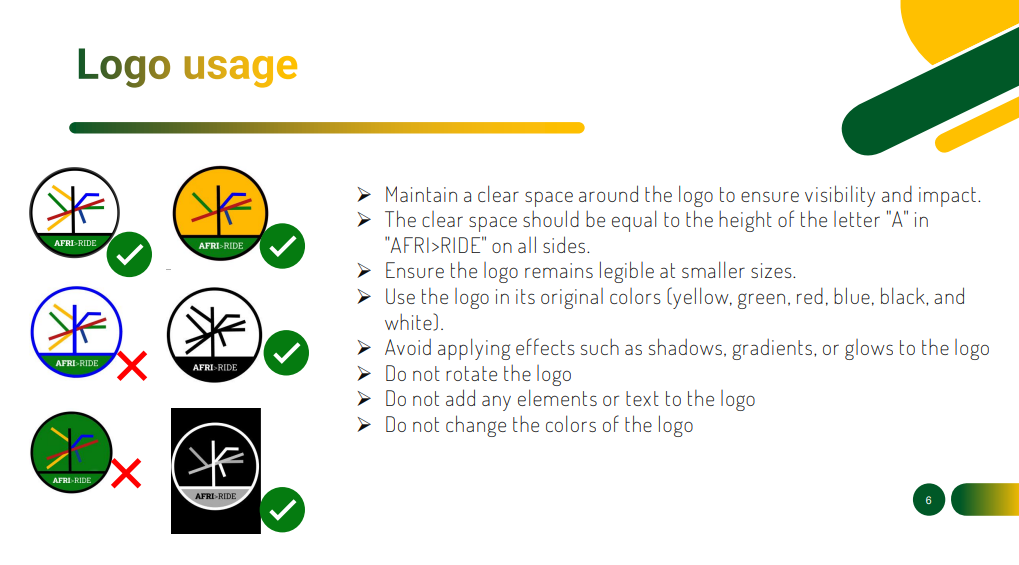 Logo usage
AFRI>RIDE
AFRI>RIDE
AFRI>RIDE
AFRI>RIDE
AFRI>RIDE
AFRI>RIDE
➢ Maintain a clear space around the logo to ensure visibility and impact.
➢ The clear space should be equal to the height of the letter "A" in
"AFRI>RIDE" on all sides.
➢ Ensure the logo remains legible at smaller sizes.
➢ Use the logo in its original colors (yellow, green, red, blue, black, and
white).
➢ Avoid applying effects such as shadows, gradients, or glows to the logo
➢ Do not rotate the logo
➢ Do not add any elements or text to the logo
➢ Do not change the colors of the logo
6